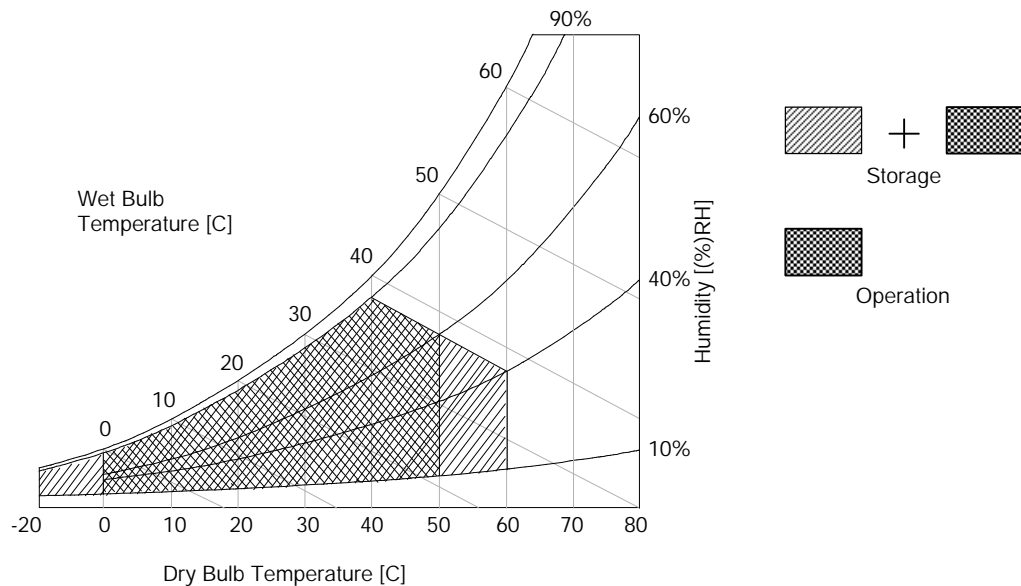 90%
60
60%
50
Wet Bulb
Temperature [C]
Storage
40
40%
30
Humidity [(%)RH]
Operation
20
10
0
10%
-20 0 10 20 30 40 50 60 70 80
Dry Bulb Temperature [C]